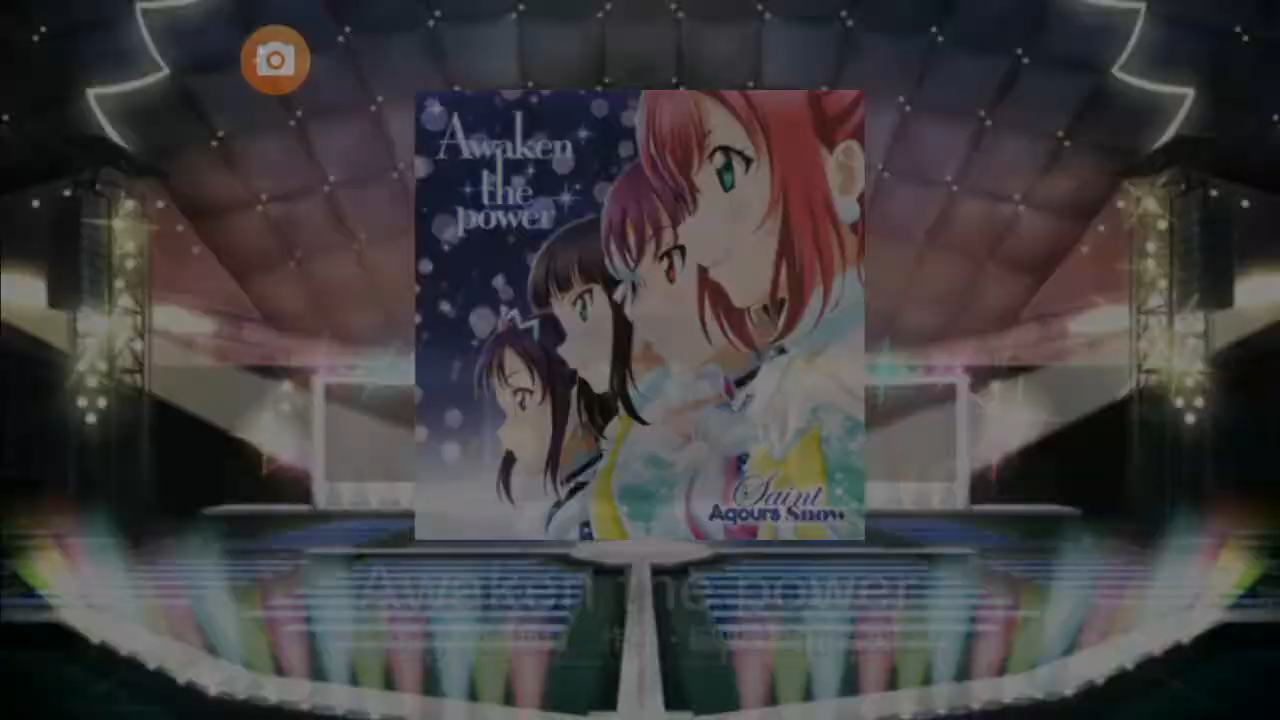 Awaken
the
power
Saint
Aqours Snow
Awaken the power